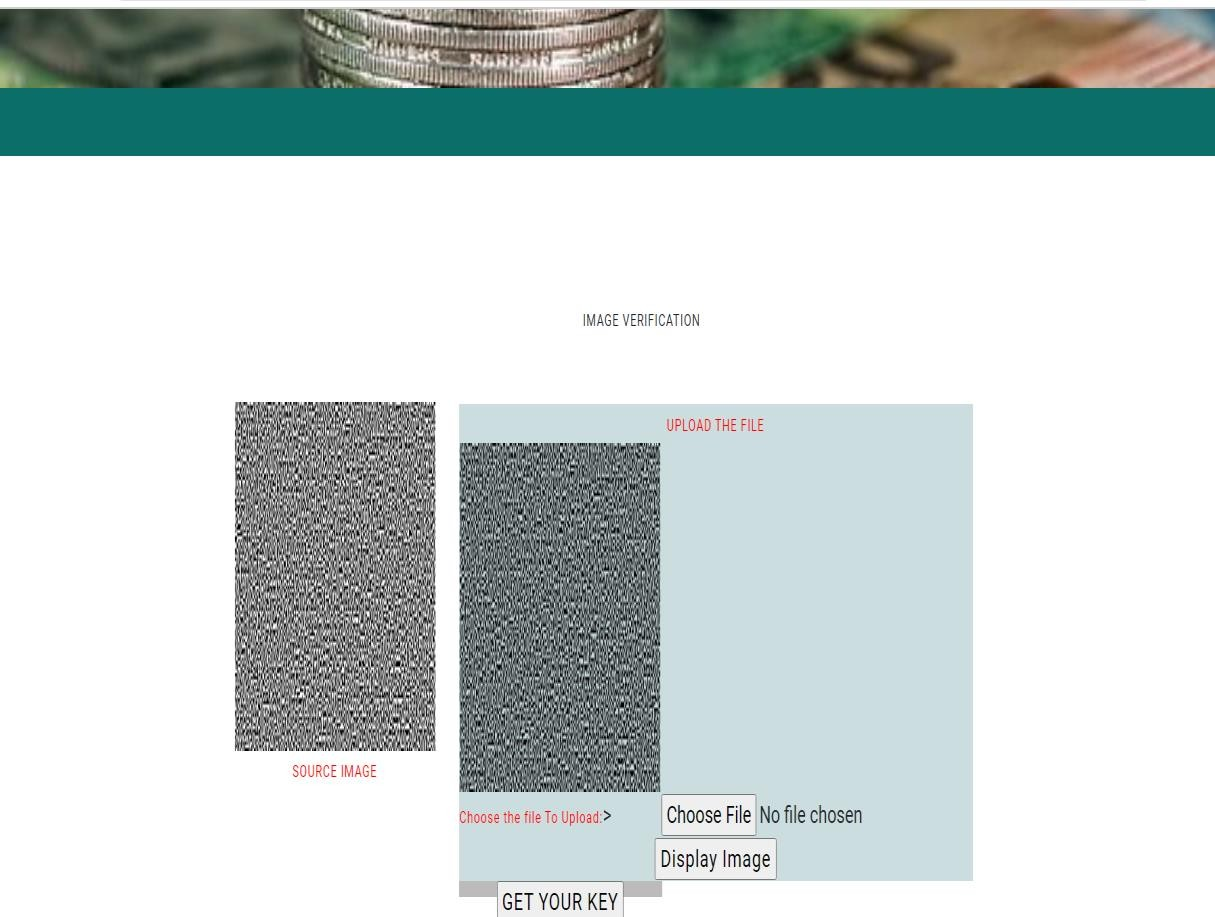 IMAGE VERIFICATION
UPLOAD THE FILE
SOURCE IMAGE
Choose the file To Upload:>
Choose File No file chosen
Display Image
GET YOUR KEY